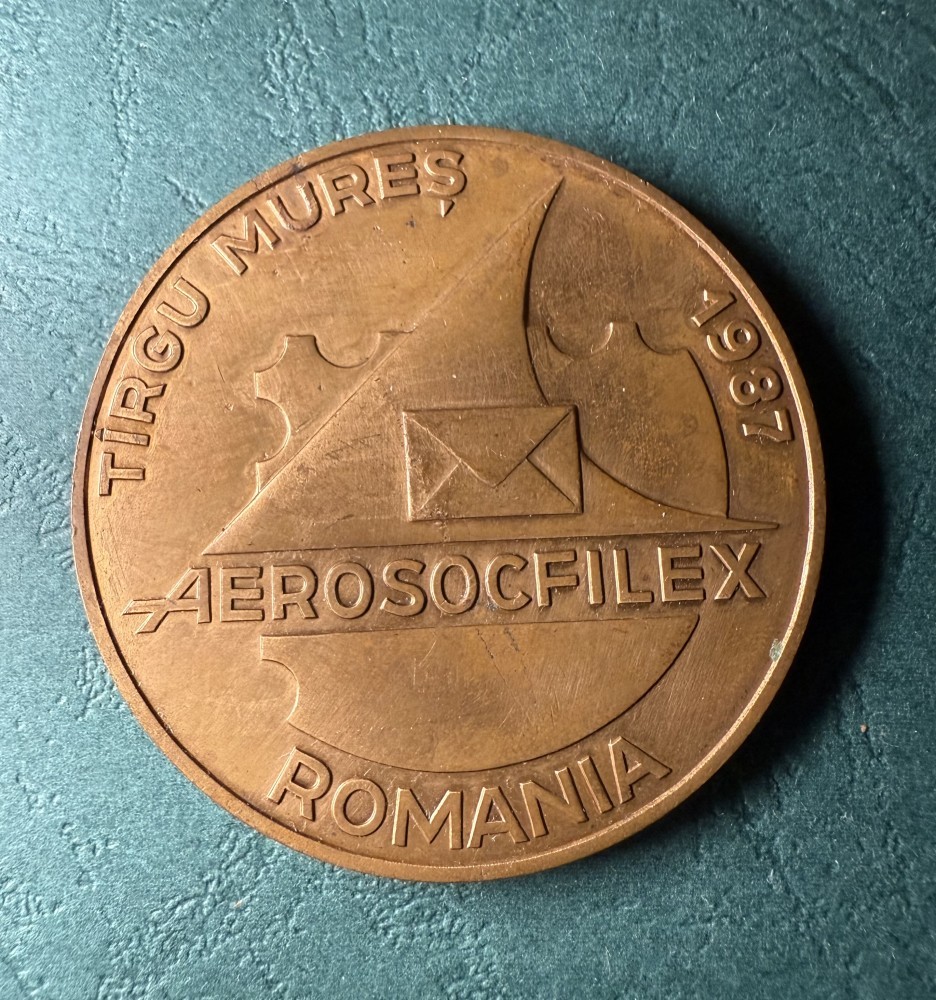 TÎRGU MUREȘ
1987
AEROSOCFILEX
ROMANIA